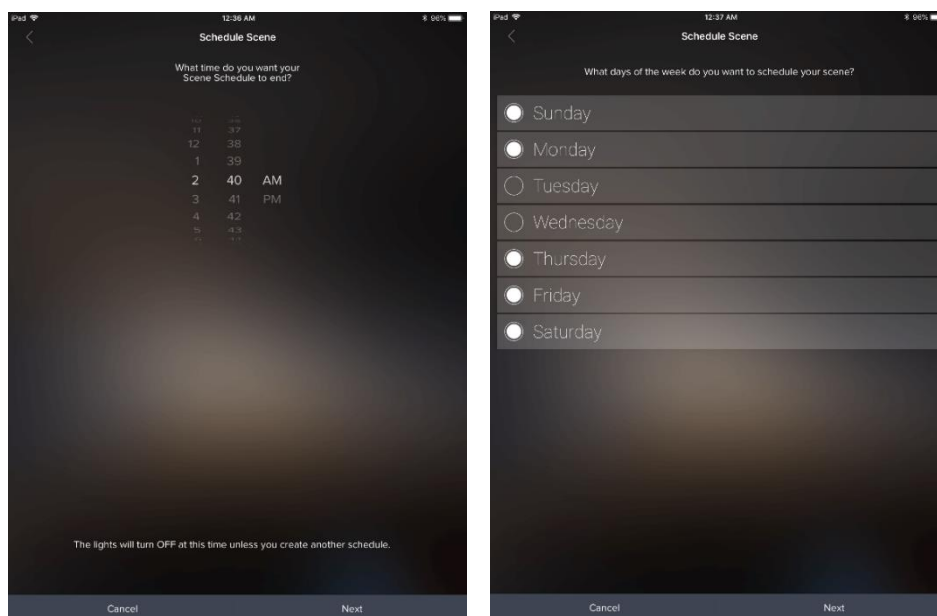 iPad
12:36 AM
96%
Schedule Scene
What time do you want your
Scene Schedule to end?
11 37
12 38
1 39
2 40 AM
3 41 PM
4 42
5 43
The lights will turn OFF at this time unless you create another schedule.
Cancel Next
iPad
12:37 AM
96%
Schedule Scene
What days of the week do you want to schedule your scene?
Sunday
Monday
Tuesday
Wednesday
Thursday
Friday
Saturday
Cancel Next